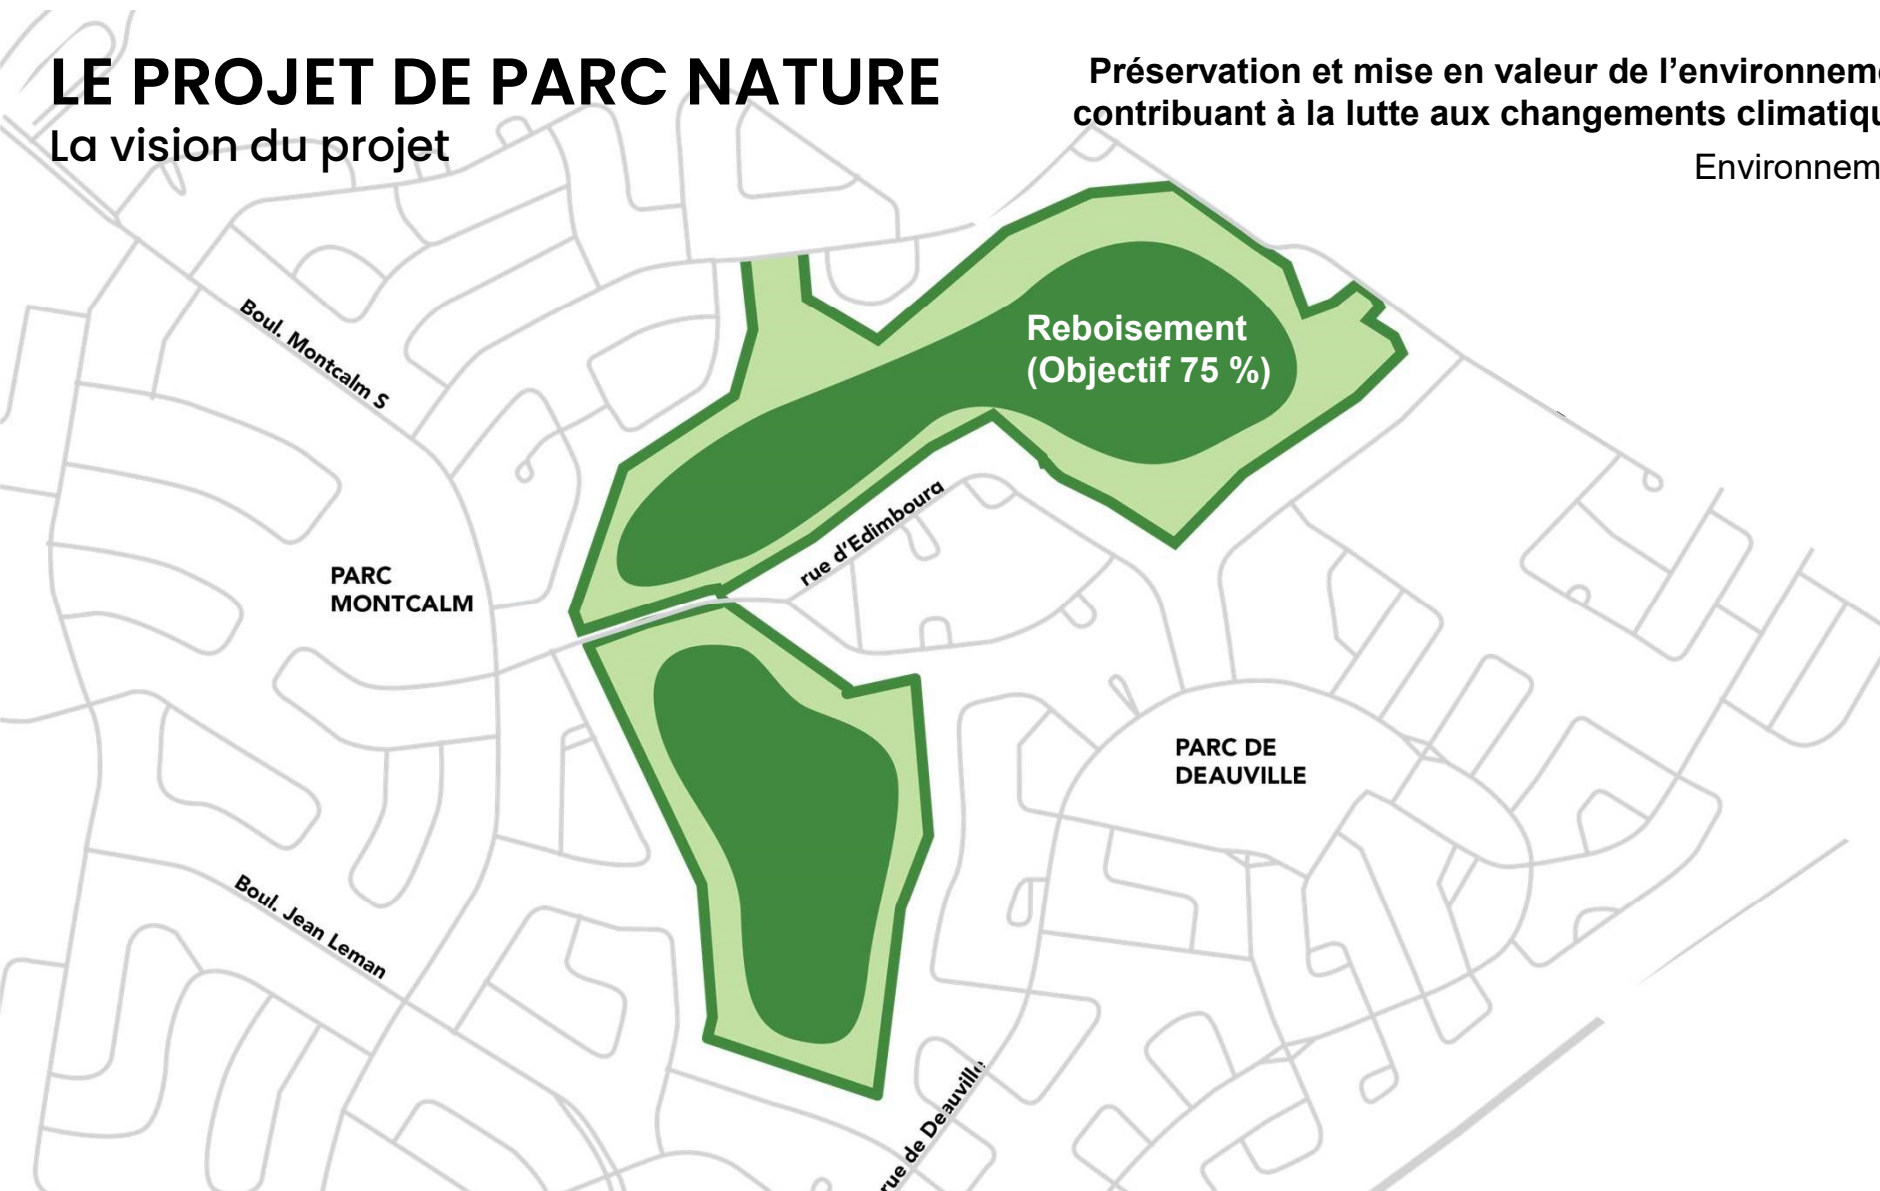 LE PROJET DE PARC NATURE
La vision du projet
Préservation et mise en valeur de l’environneme
contribuant à la lutte aux changements climatiqu
Environnem
Reboisement
(Objectif 75 %)
Boul. Montcalm S
rue d’Edimbourg
PARC
MONTCALM
PARC DE
DEAUVILLE
Boul. Jean Leman
rue de Deauville